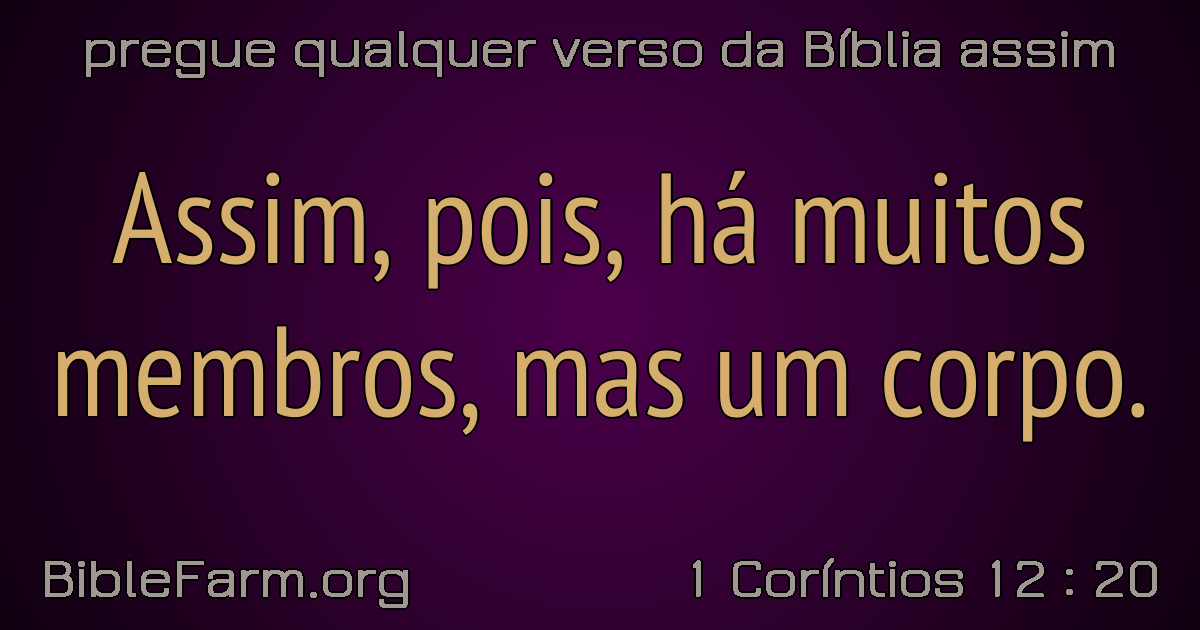 pregue qualquer verso da Bíblia assim
Assim, pois, há muitos
membros, mas um corpo.
BibleFarm.org
1 Coríntios 12 : 20